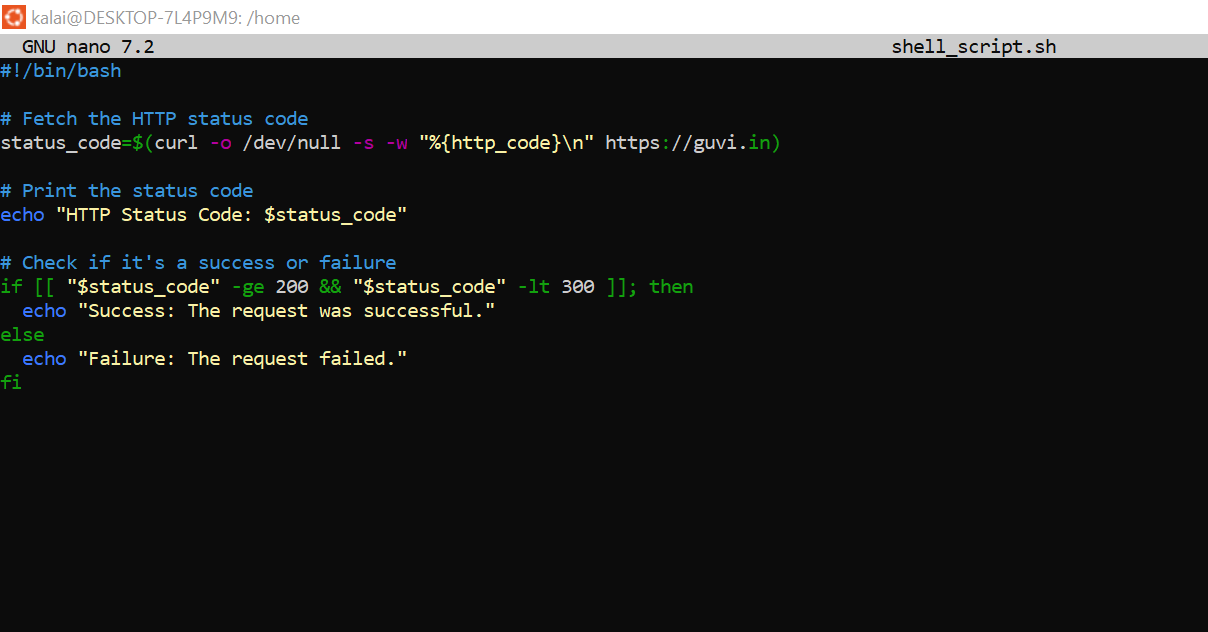 kalai@DESKTOP-7L4P9M9: /home
GNU nano 7.2 shell_script.sh
#!/bin/bash
# Fetch the HTTP status code
status_code=$(curl -o /dev/null -s -w "%{http_code}\n" https://guvi.in)
# Print the status code
echo "HTTP Status Code: $status_code"
# Check if it's a success or failure
if [[ "$status_code" -ge 200 && "$status_code" -lt 300 ]]; then
  echo "Success: The request was successful."
else
  echo "Failure: The request failed."
fi